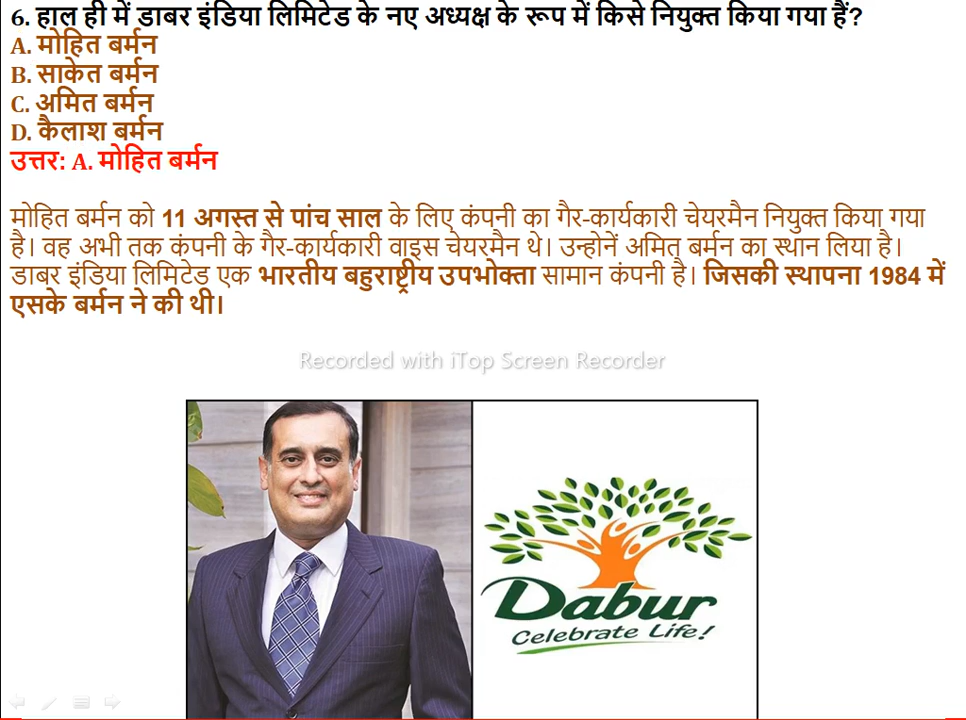 6. हाल ही में डाबर इंडिया लिमिटेड के नए अध्यक्ष के रूप में किसे नियुक्त किया गया हैं?
A. मोहित बर्मन
B. साकेत बर्मन
C. अमित बर्मन
D. कैलाश बर्मन
उत्तर: A. मोहित बर्मन
मोहित बर्मन को 11 अगस्त से पांच साल के लिए कंपनी का गैर-कार्यकारी चेयरमैन नियुक्त किया गया
है। वह अभी तक कंपनी के गैर-कार्यकारी वाइस चेयरमैन थे। उन्होनें अमित बर्मन का स्थान लिया है।
डाबर इंडिया लिमिटेड एक भारतीय बहुराष्ट्रीय उपभोक्ता सामान कंपनी है। जिसकी स्थापना 1984 में
एसके बर्मन ने की थी।
Recorded with iTop Screen Recorder
Dabur
Celebrate Life!